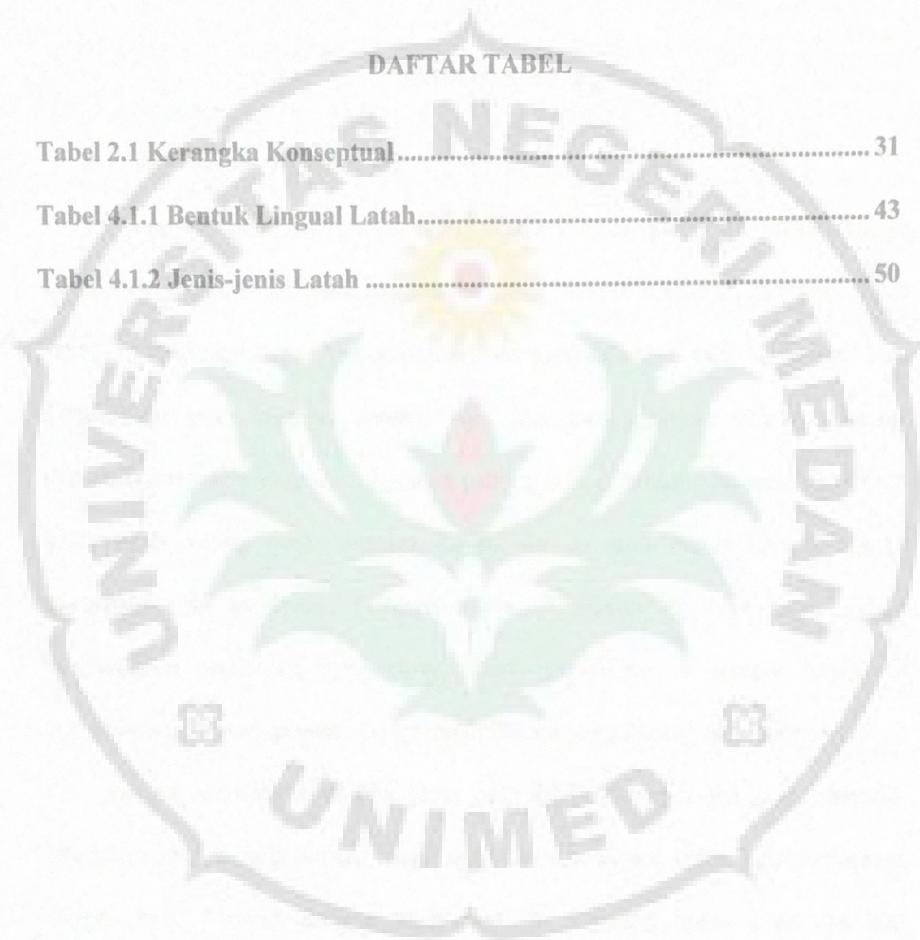 DAFTAR TABEL
Tabel 2.1 Kerangka Konseptual 31
Tabel 4.1.1 Bentuk Lingual Latah 43
Tabel 4.1.2 Jenis-jenis Latah 50
UNIVERSITAS NEGERI MEDAN
UNIMED